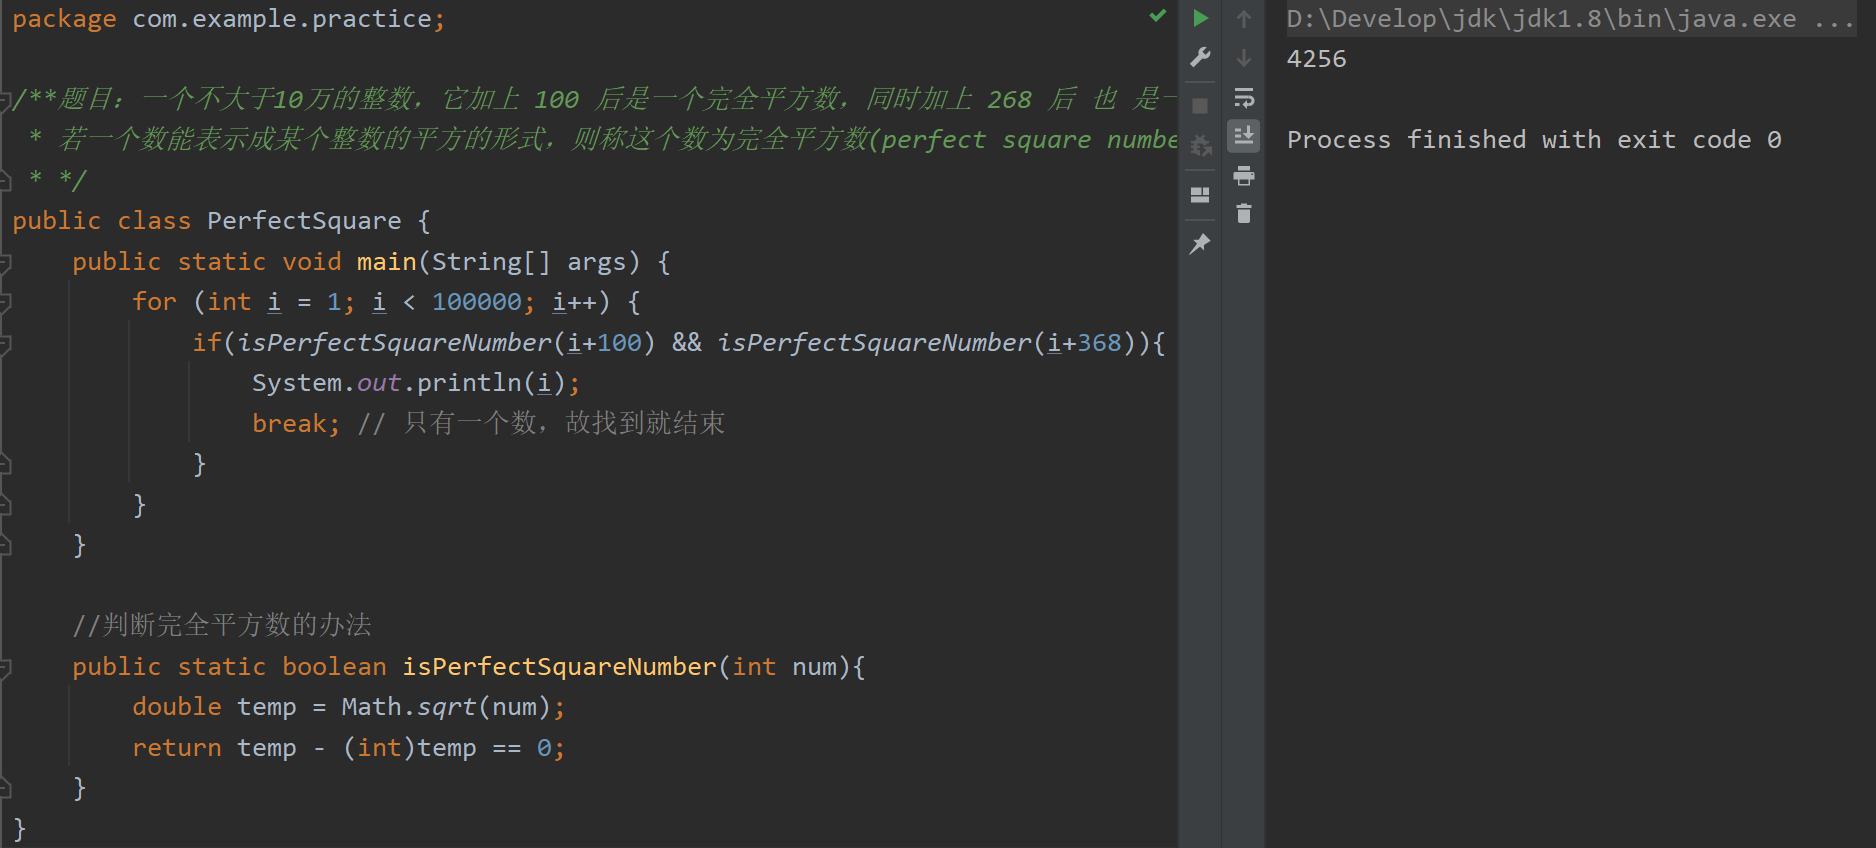 package com.example.practice;
/**题目：一个不大于10万的整数，它加上 100 后是一个完全平方数，同时加上 268 后 也 是一
 * 若一个数能表示成某个整数的平方的形式，则称这个数为完全平方数(perfect square numbe
 * */
public class PerfectSquare {
    public static void main(String[] args) {
        for (int i = 1; i < 100000; i++) {
            if(isPerfectSquareNumber(i+100) && isPerfectSquareNumber(i+368)){
                System.out.println(i);
                break; // 只有一个数，故找到就结束
            }
        }
    }
    //判断完全平方数的办法
    public static boolean isPerfectSquareNumber(int num){
        double temp = Math.sqrt(num);
        return temp - (int)temp == 0;
    }
}
D:\Develop\jdk\jdk1.8\bin\java.exe ...
4256
Process finished with exit code 0